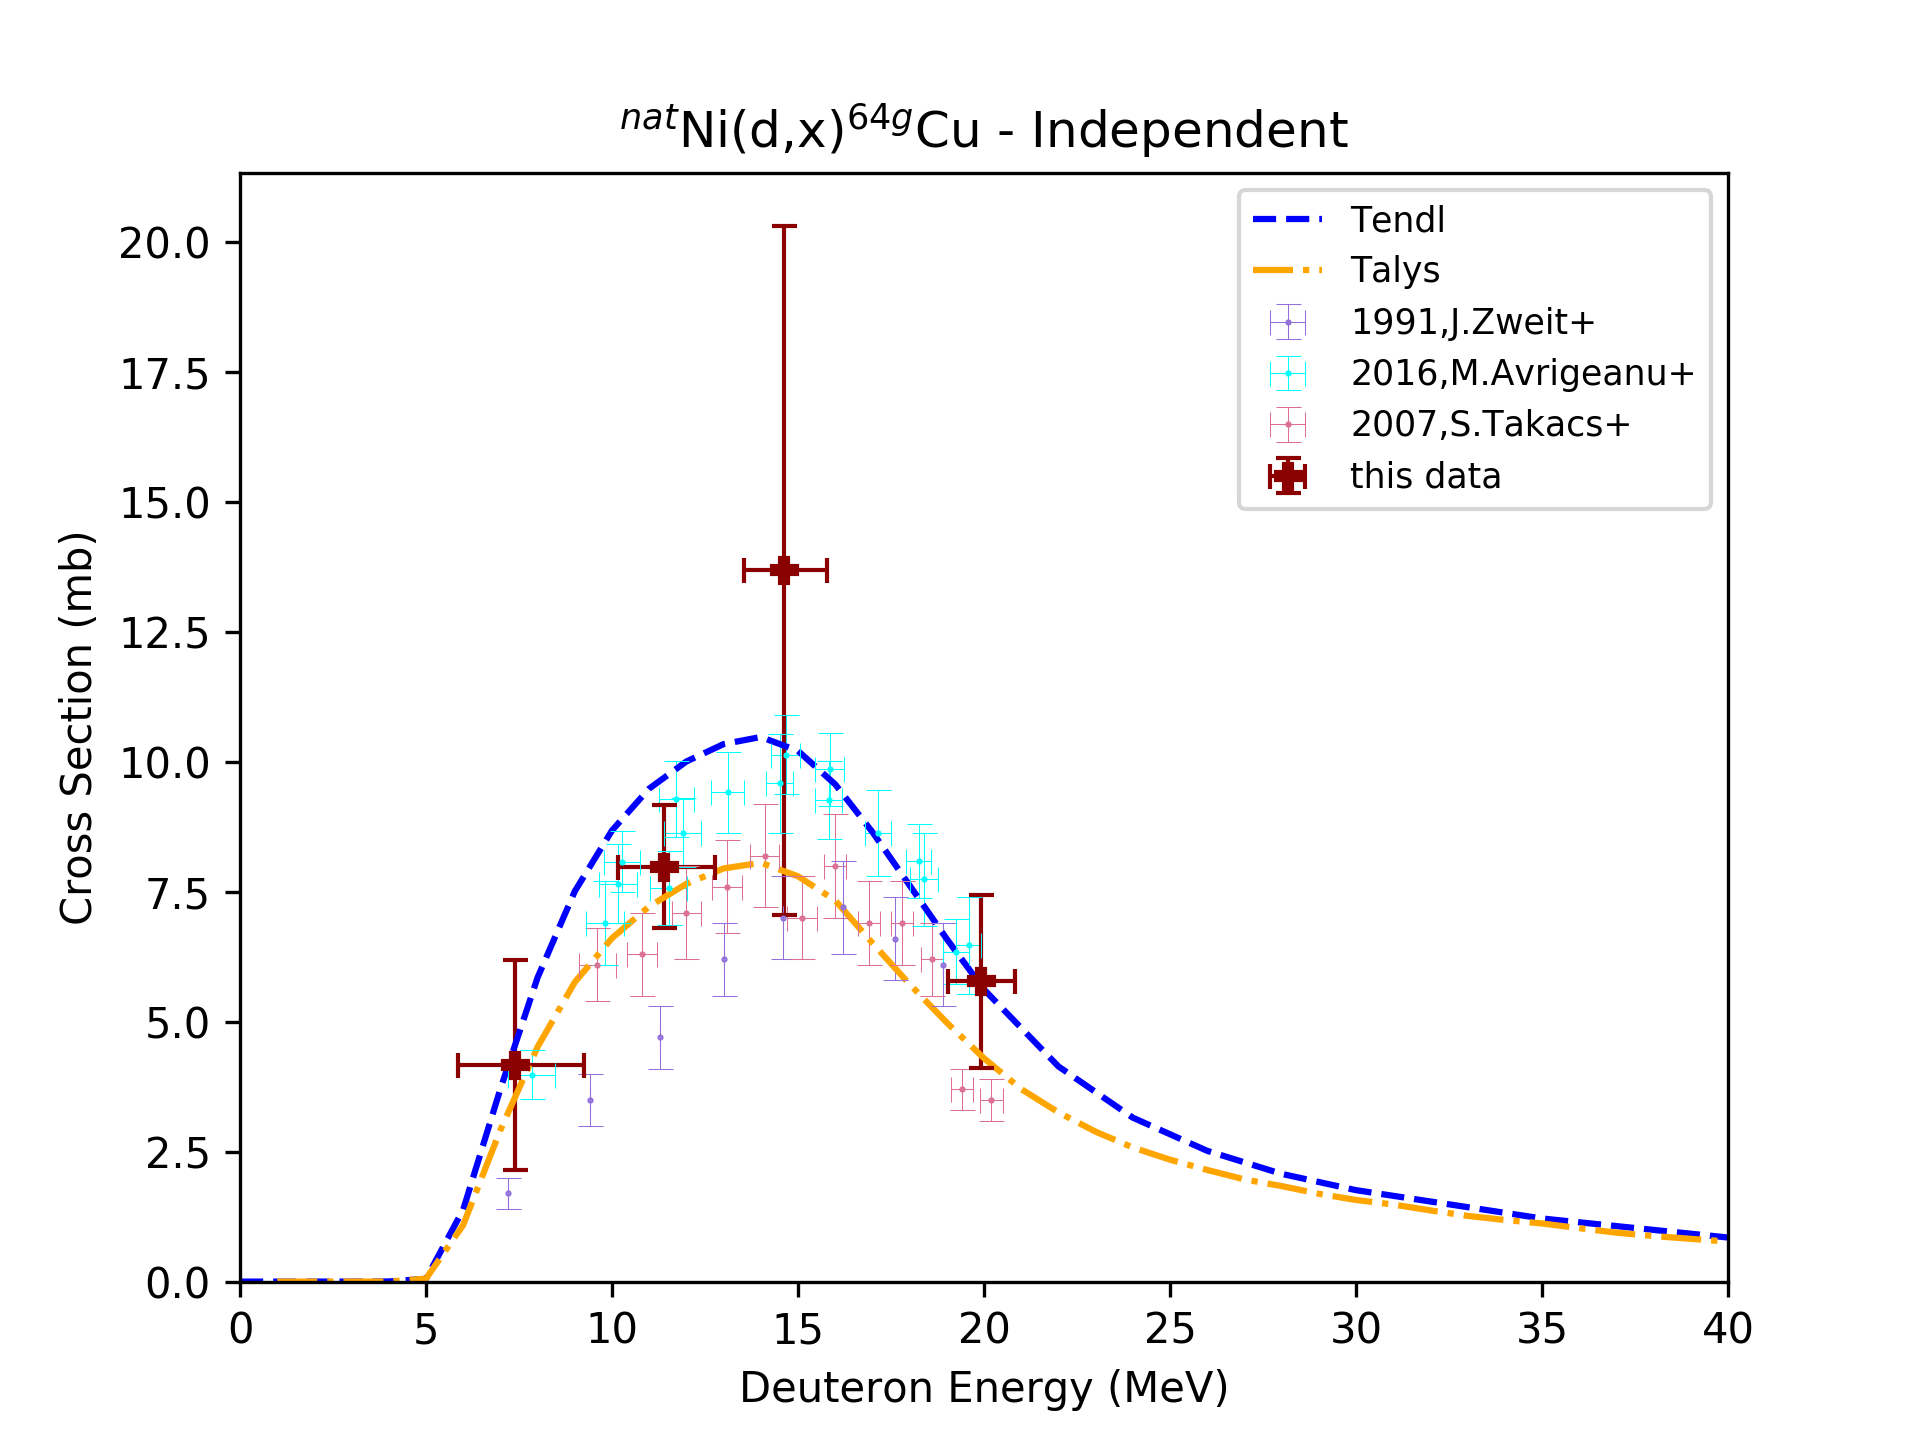 natNi(d,x)64gCu - Independent
20.0
17.5
15.0
12.5
10.0
7.5
5.0
2.5
0.0
Cross Section (mb)
Tendl
Talys
1991,J.Zweit+
2016,M.Avrigeanu+
2007,S.Takacs+
this data
0 5 10 15 20 25 30 35 40
Deuteron Energy (MeV)